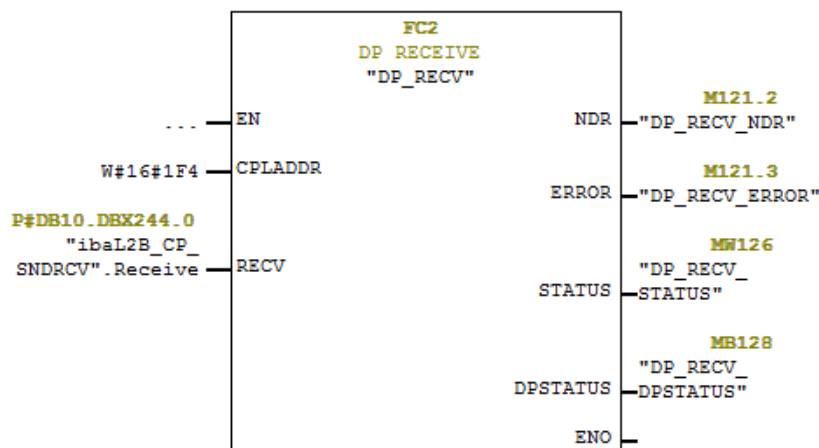 FC2
DP RECEIVE
"DP_RECV"
... EN
W#16#1F4 CPLADDR
P#DB10.DBX244.0
"ibaL2B_CP_
SNDRCV".Receive RECV
M121.2
NDR "DP_RECV_NDR"
M121.3
ERROR "DP_RECV_ERROR"
MW126
"DP_RECV_
STATUS STATUS"
MB128
"DP_RECV_
DPSTATUS DPSTATUS"
ENO